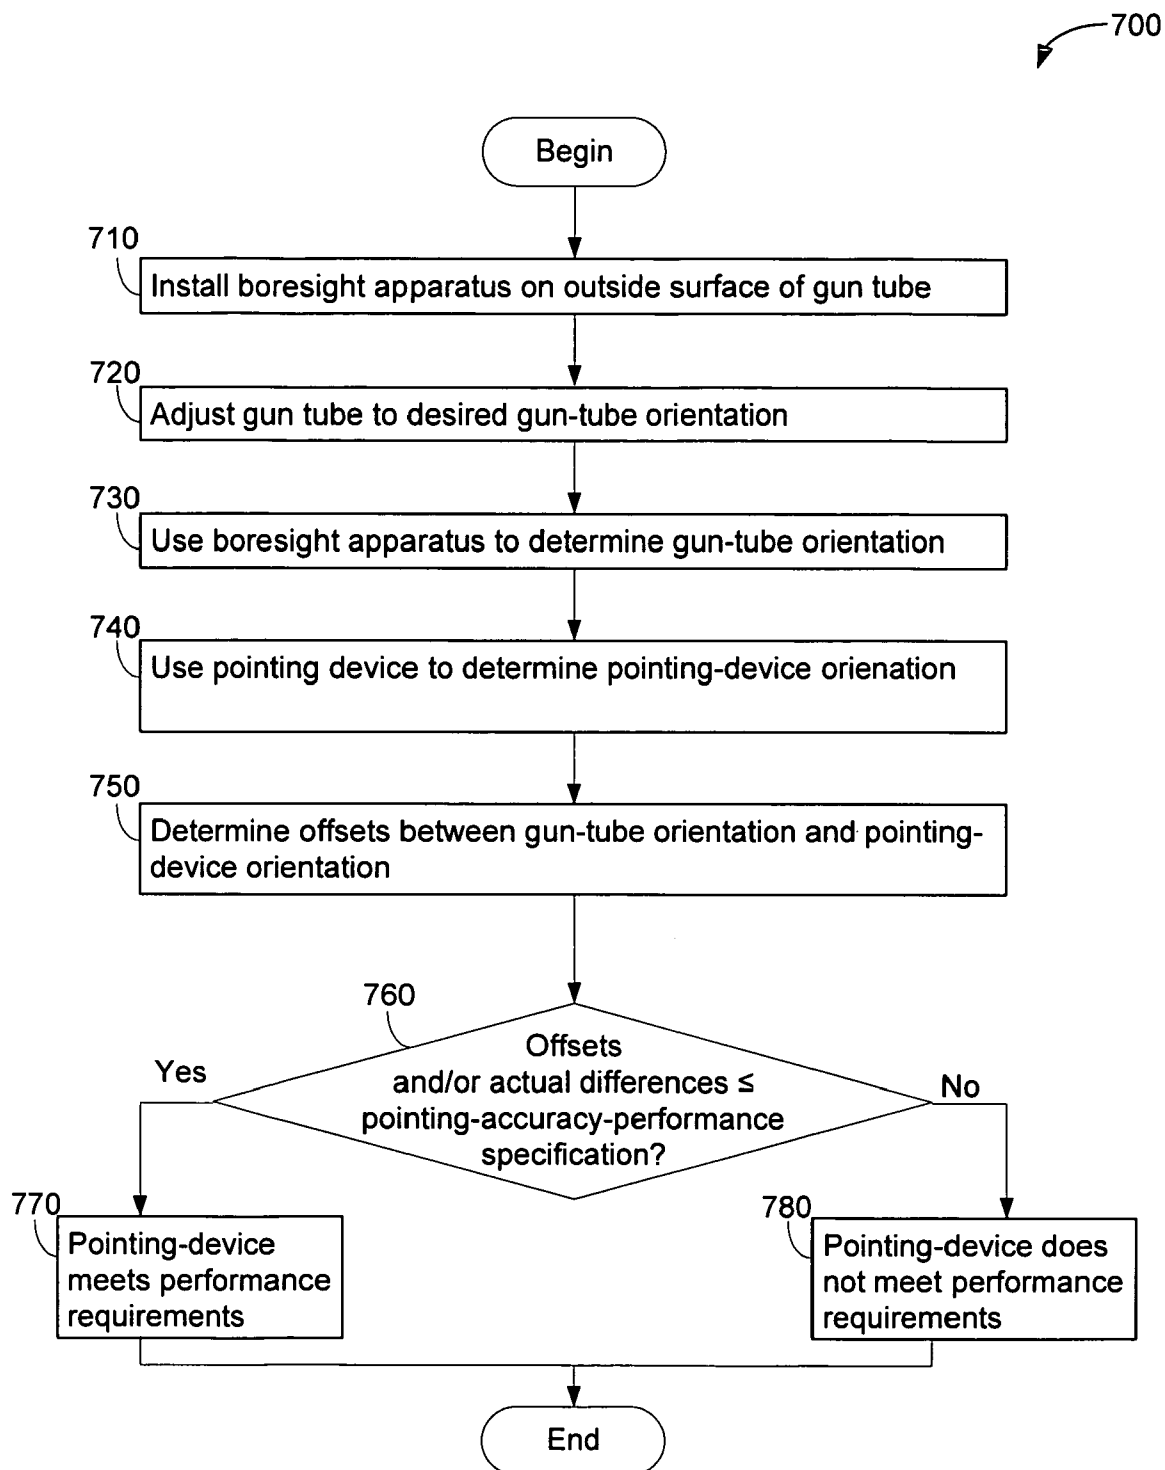 700
Begin
710
Install boresight apparatus on outside surface of gun tube
720
Adjust gun tube to desired gun-tube orientation
730
Use boresight apparatus to determine gun-tube orientation
740
Use pointing device to determine pointing-device orienation
750
Determine offsets between gun-tube orientation and pointing-
device orientation
760
Offsets
and/or actual differences ≤
pointing-accuracy-performance
specification?
Yes
No
770
Pointing-device
meets performance
requirements
780
Pointing-device does
not meet performance
requirements
End